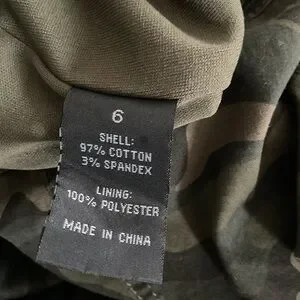 6
SHELL:
97% COTTON
3% SPANDEX
LINING:
100% POLYESTER
MADE IN CHINA